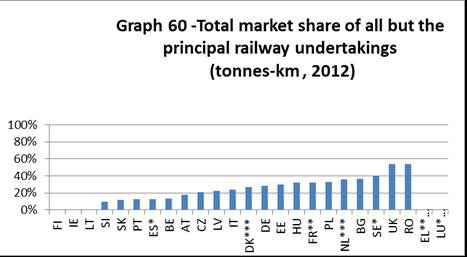 Graph 60 -Total market share of all but the
principal railway undertakings
(tonnes-km , 2012)
100%
80%
60%
40%
20%
0%
FI
IE
LT
SI
SK
PT
ES*
BE
AT
CZ
LV
IT
DK***
DE
EE
HU
FR**
PL
NL***
BG
SE*
UK
RO
EL**…
LU*…